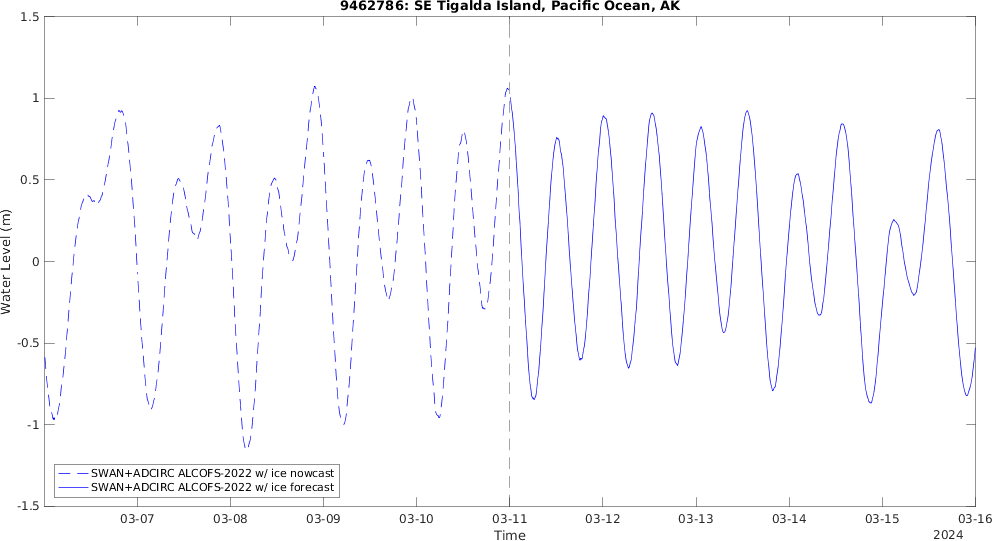 9462786: SE Tigalda Island, Pacific Ocean, AK
1.5
1
0.5
0
-0.5
-1
-1.5
Water Level (m)
SWAN+ADCIRC ALCOFS-2022 w/ ice nowcast
SWAN+ADCIRC ALCOFS-2022 w/ ice forecast
03-07 03-08 03-09 03-10 03-11 03-12 03-13 03-14 03-15 03-16
Time
2024